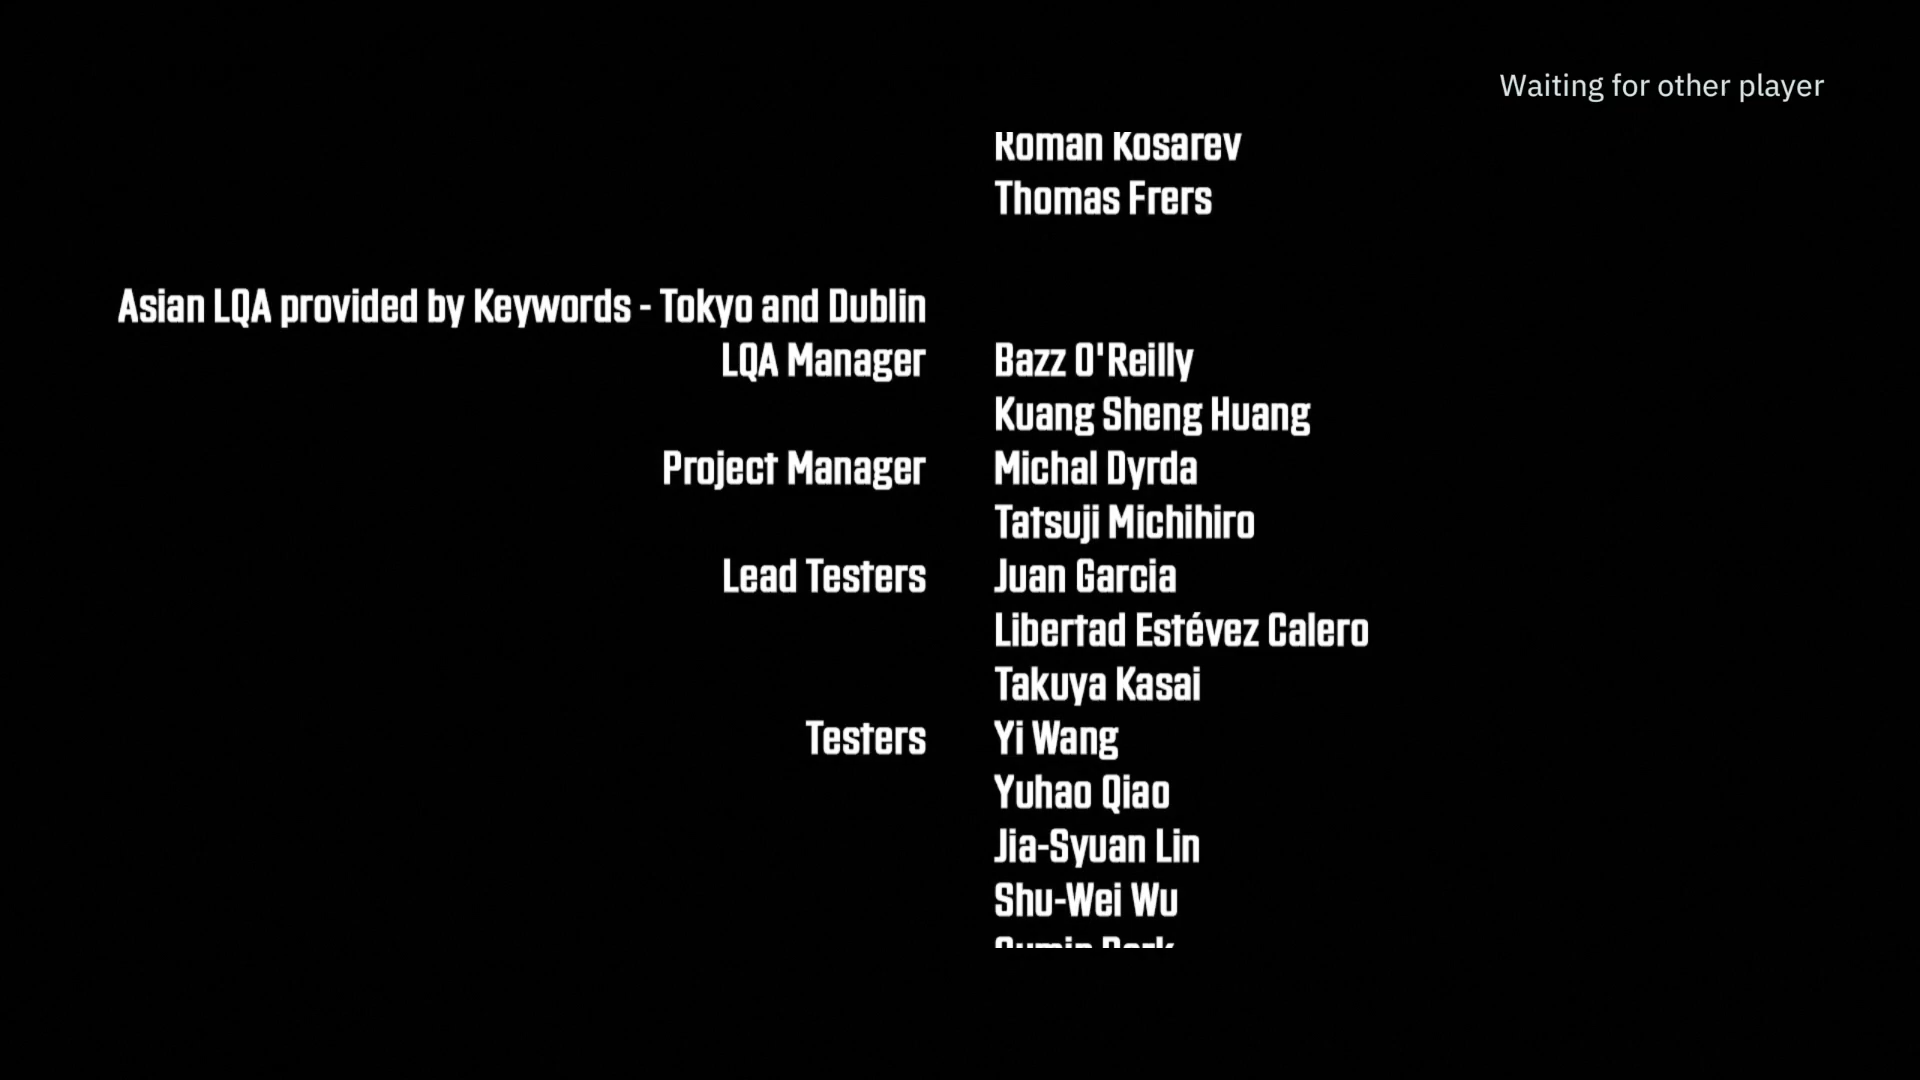 Waiting for other player
Roman Kosarev
Thomas Frers
Asian LQA provided by Keywords - Tokyo and Dublin
LQA Manager Bazz O'Reilly
Kuang Sheng Huang
Project Manager Michal Dyrda
Tatsuji Michihiro
Lead Testers Juan Garcia
Libertad Estévez Calero
Takuya Kasai
Testers Yi Wang
Yuhao Qiao
Jia-Syuan Lin
Shu-Wei Wu